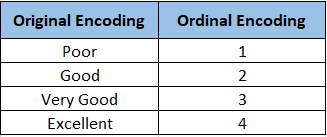 Original Encoding Ordinal Encoding
Poor 1
Good 2
Very Good 3
Excellent 4